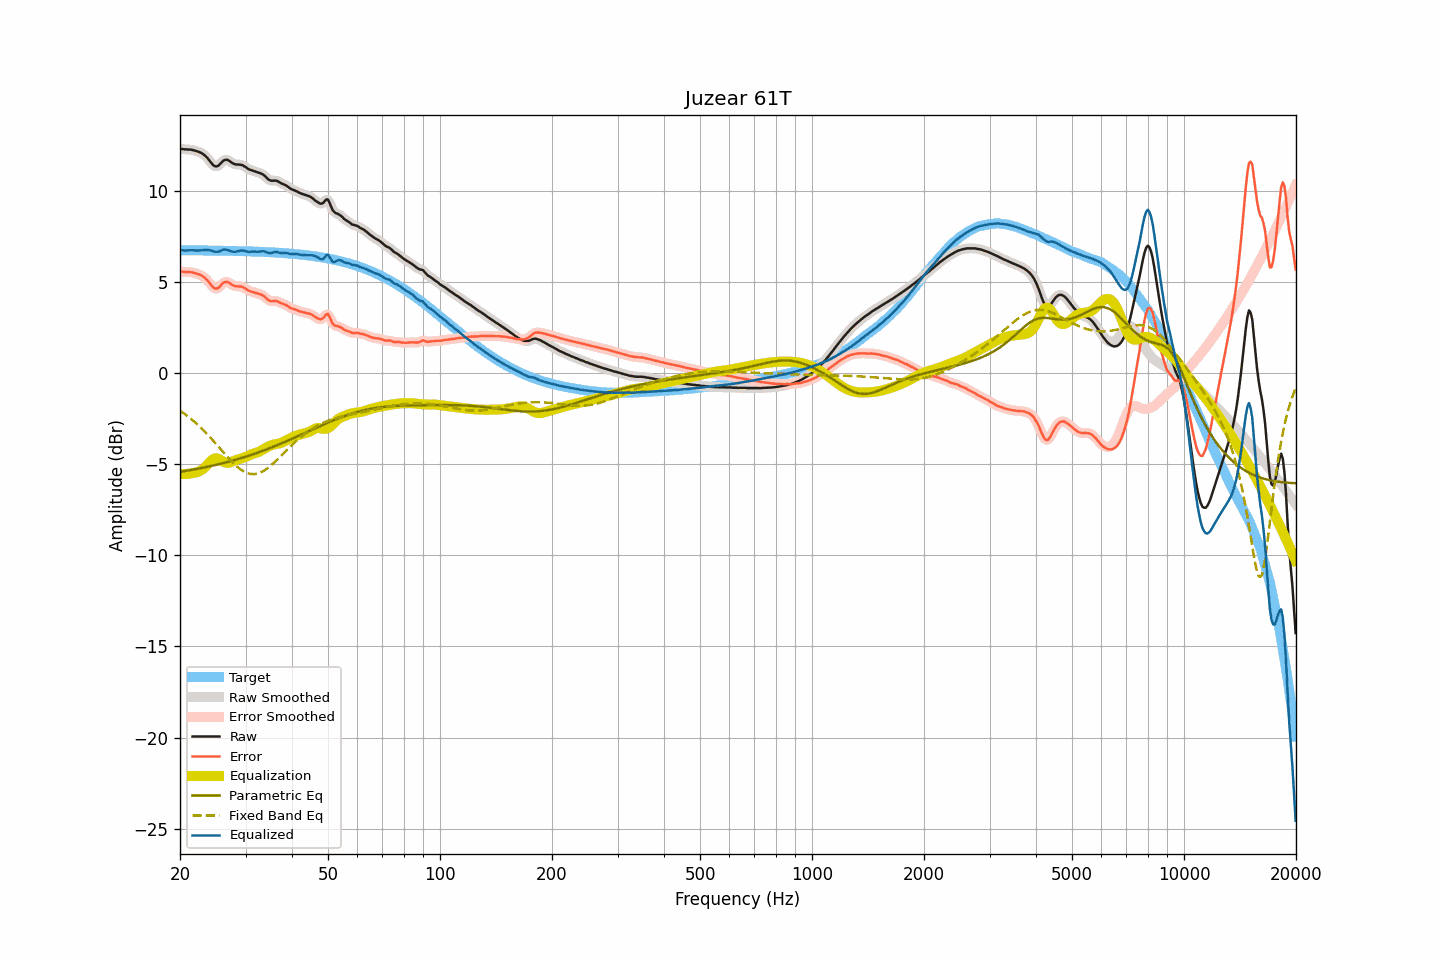 Juzear 61T
Amplitude (dBr)
10
5
0
−5
−10
−15
−20
−25
Target
Raw Smoothed
Error Smoothed
Raw
Error
Equalization
Parametric Eq
Fixed Band Eq
Equalized
20 50 100 200 500 1000 2000 5000 10000 20000
Frequency (Hz)